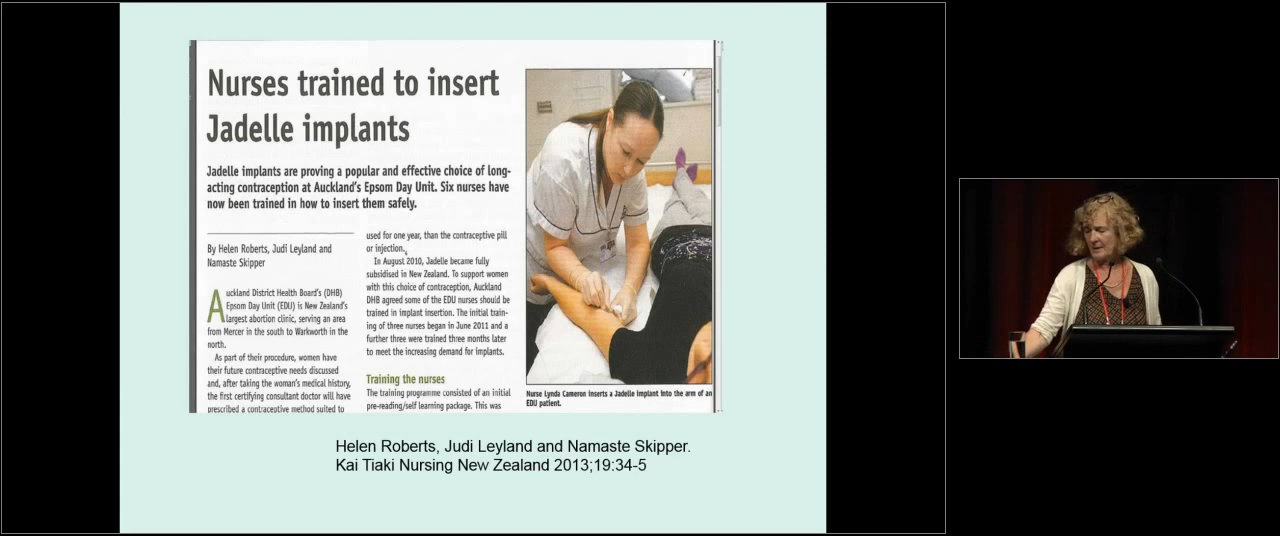 Nurses trained to insert
Jadelle implants
Jadelle implants are proving a popular and effective choice of long-
acting contraception at Auckland's Epsom Day Unit. Six nurses have
now been trained in how to insert them safely.
By Helen Roberts, Judi Leyland and
Namaste Skipper
Auckland District Health Board's (DHB)
Epsom Day Unit (EDU) is New Zealand's
largest abortion clinic, serving an area
from Mercer in the south to Warkworth in the
north.
As part of their procedure, women have
their future contraceptive needs discussed
and, after taking the woman's medical history,
the first certifying consultant doctor will have
prescribed a contraceptive method suited to
used for one year, than the contraceptive pill
or injection.
In August 2010, Jadelle became fully
subsidised in New Zealand. To support women
with this choice of contraception, Auckland
DHB agreed some of the EDU nurses should be
trained in implant insertion. The initial train-
ing of three nurses began in June 2011 and a
further three were trained three months later
to meet the increasing demand for implants.
Training the nurses
The training programme consisted of an initial
pre-reading/self learning package. This was
Nurse Lynda Cameron inserts a Jadelle implant into the arm of an
EDU patient.
Helen Roberts, Judi Leyland and Namaste Skipper.
Kai Tiaki Nursing New Zealand 2013;19:34-5